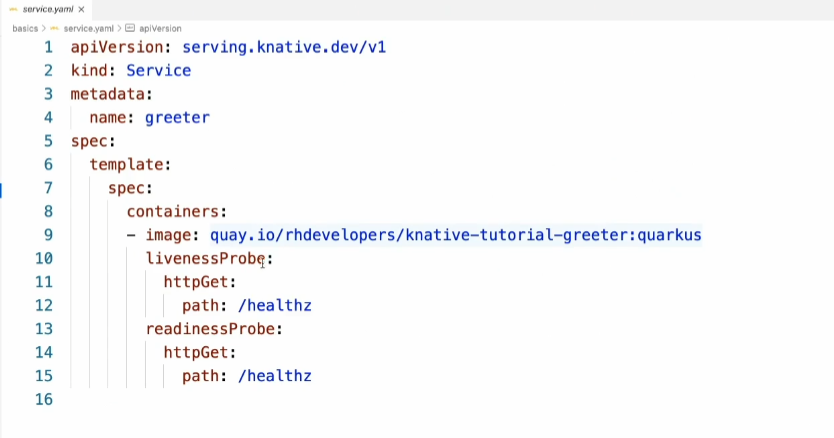 service.yaml ×
basics > service.yaml > apiVersion
1 apiVersion: serving.knative.dev/v1
2 kind: Service
3 metadata:
4   name: greeter
5 spec:
6   template:
7     spec:
8       containers:
9       - image: quay.io/rhdevelopers/knative-tutorial-greeter:quarkus
10         livenessProbe:
11           httpGet:
12             path: /healthz
13         readinessProbe:
14           httpGet:
15             path: /healthz
16